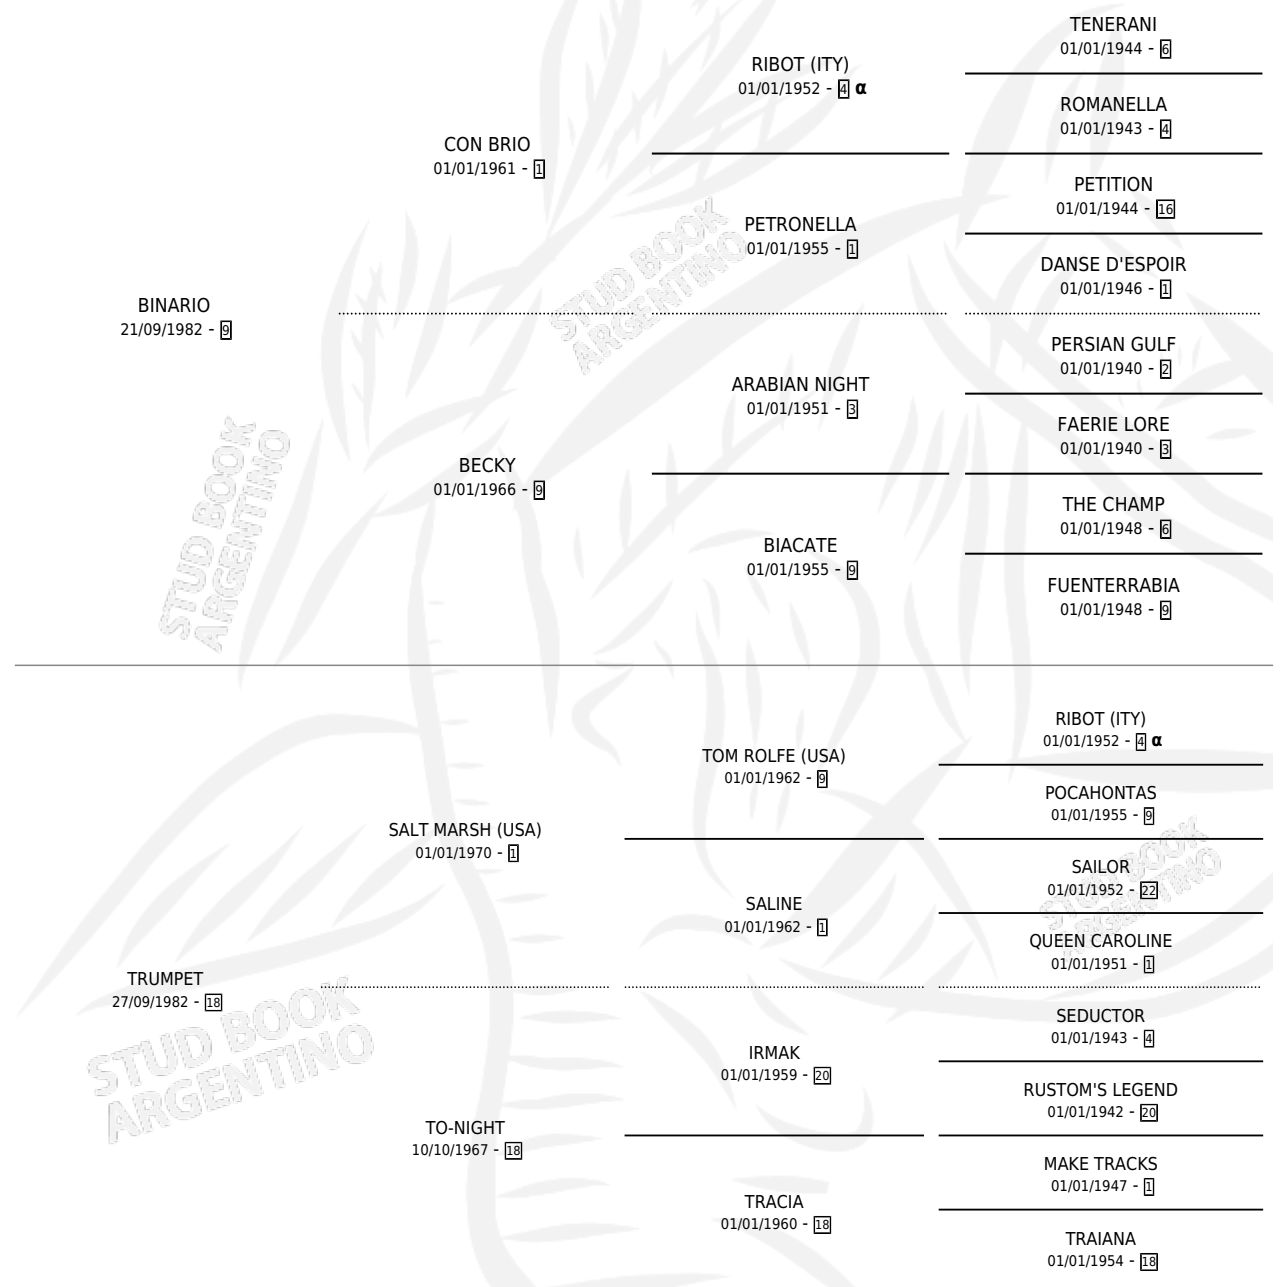 TENERANI
01/01/1944 - 6
RIBOT (ITY)
01/01/1952 - 4 α
ROMANELLA
01/01/1943 - 4
CON BRIO
01/01/1961 - 1
PETITION
01/01/1944 - 16
PETRONELLA
01/01/1955 - 1
DANSE D'ESPOIR
01/01/1946 - 1
STUD BOOK
ARGENTINO
BINARIO
21/09/1982 - 9
PERSIAN GULF
01/01/1940 - 2
ARABIAN NIGHT
01/01/1951 - 3
FAERIE LORE
01/01/1940 - 3
BECKY
01/01/1966 - 9
THE CHAMP
01/01/1948 - 6
BIACATE
01/01/1955 - 9
FUENTERRABIA
01/01/1948 - 9
STUD BOOK
ARGENTINO
RIBOT (ITY)
01/01/1952 - 4 α
TOM ROLFE (USA)
01/01/1962 - 9
POCAHONTAS
01/01/1955 - 9
SALT MARSH (USA)
01/01/1970 - 1
SAILOR
01/01/1952 - 22
SALINE
01/01/1962 - 1
QUEEN CAROLINE
01/01/1951 - 1
STUD BOOK
ARGENTINO
TRUMPET
27/09/1982 - 18
SEDUCTOR
01/01/1943 - 4
IRMAK
01/01/1959 - 20
RUSTOM'S LEGEND
01/01/1942 - 20
TO-NIGHT
10/10/1967 - 18
MAKE TRACKS
01/01/1947 - 1
TRACIA
01/01/1960 - 18
TRAIANA
01/01/1954 - 18
STUD BOOK
ARGENTINO